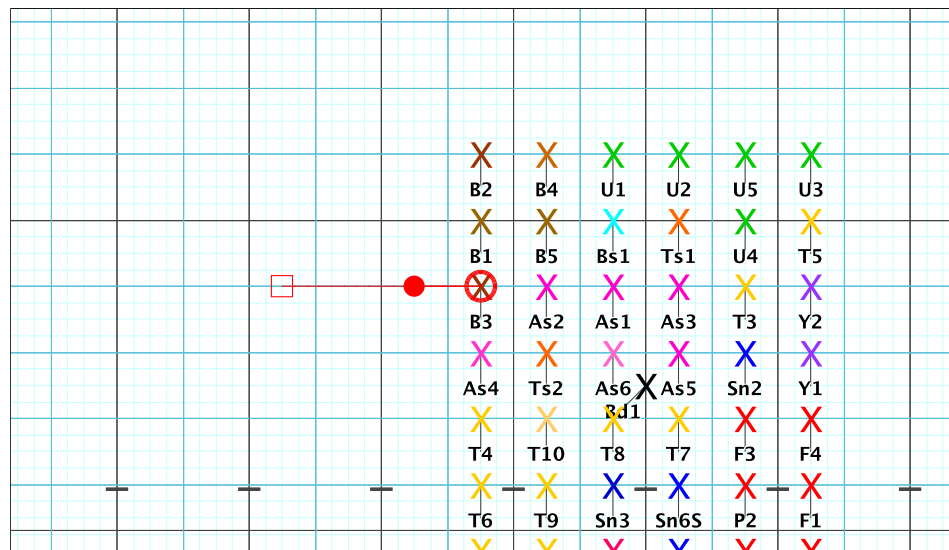 B2 B4 U1 U2 U5 U3
B1 B5 Bs1 Ts1 U4 T5
B3 As2 As1 As3 T3 Y2
As4 Ts2 As6 As5 Sn2 Y1
Bd1
T4 T10 T8 T7 F3 F4
T6 T9 Sn3 Sn6S P2 F1